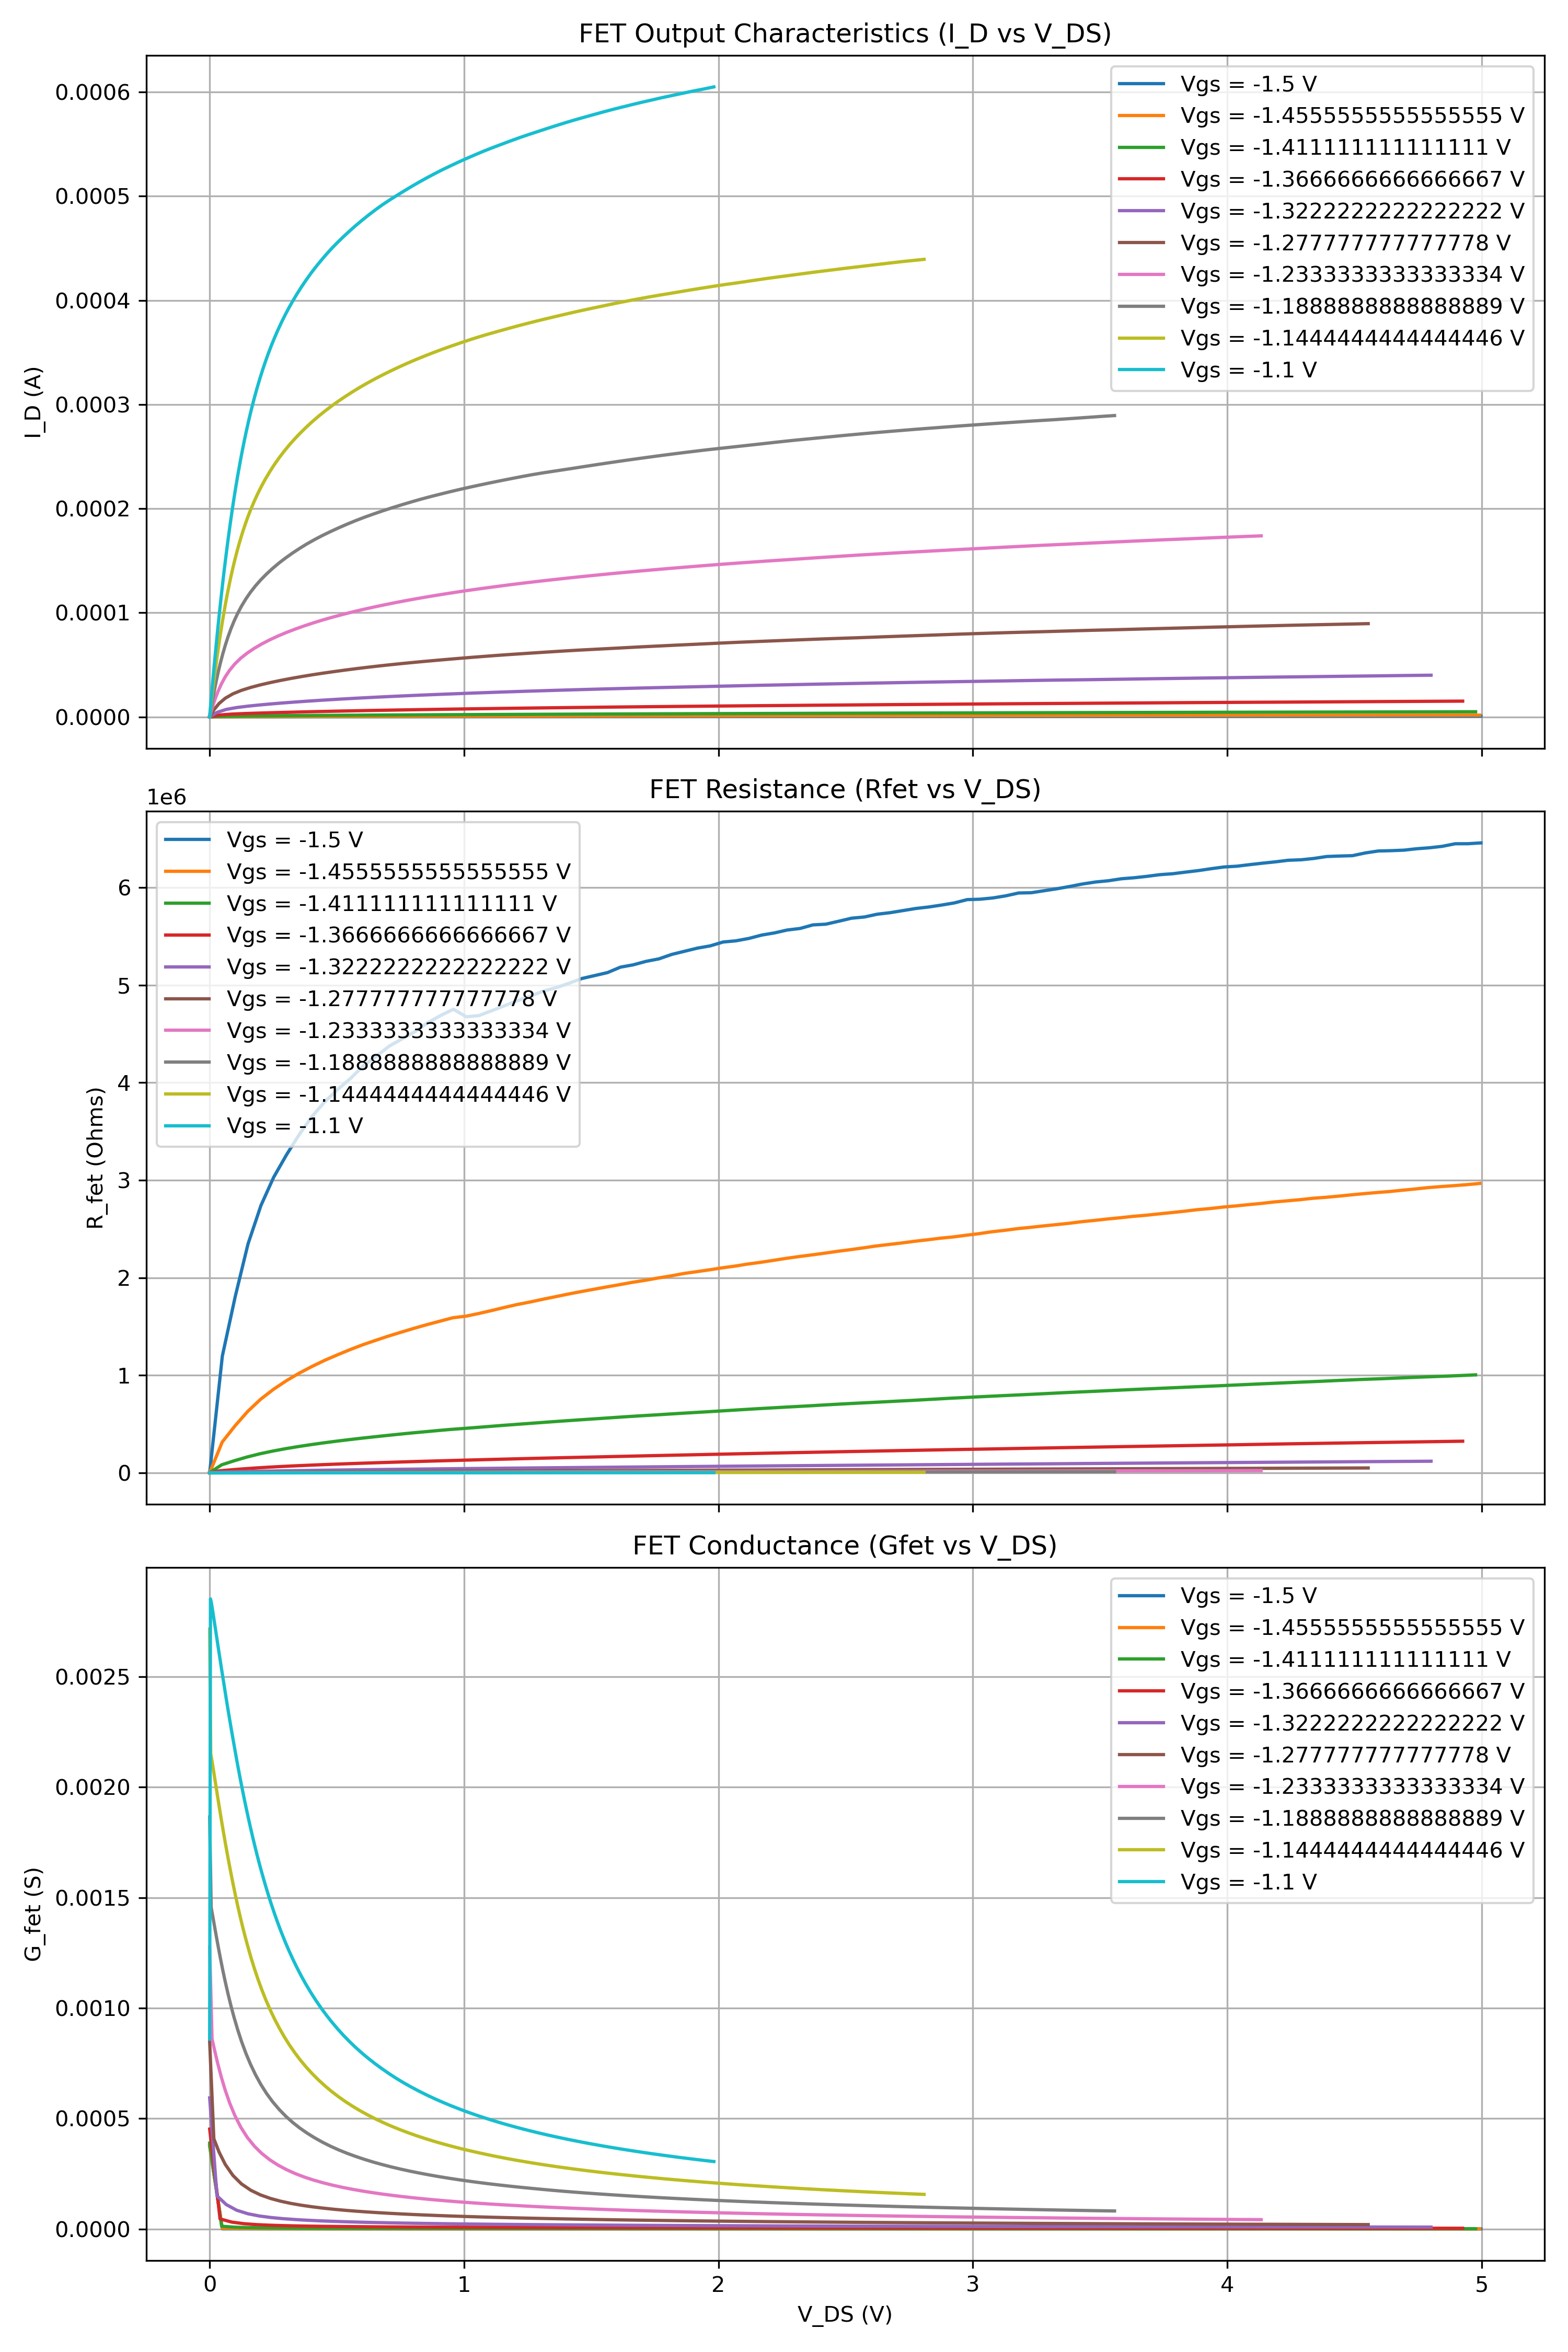 FET Output Characteristics (I_D vs V_DS)
I_D (A)
0.0006
0.0005
0.0004
0.0003
0.0002
0.0001
0.0000
Vgs = -1.5 V
Vgs = -1.4555555555555555 V
Vgs = -1.411111111111111 V
Vgs = -1.3666666666666667 V
Vgs = -1.3222222222222222 V
Vgs = -1.277777777777778 V
Vgs = -1.2333333333333334 V
Vgs = -1.1888888888888889 V
Vgs = -1.1444444444444446 V
Vgs = -1.1 V
FET Resistance (Rfet vs V_DS)
1e6
R_fet (Ohms)
6
5
4
3
2
1
0
Vgs = -1.5 V
Vgs = -1.4555555555555555 V
Vgs = -1.411111111111111 V
Vgs = -1.3666666666666667 V
Vgs = -1.3222222222222222 V
Vgs = -1.277777777777778 V
Vgs = -1.2333333333333334 V
Vgs = -1.1888888888888889 V
Vgs = -1.1444444444444446 V
Vgs = -1.1 V
FET Conductance (Gfet vs V_DS)
G_fet (S)
0.0025
0.0020
0.0015
0.0010
0.0005
0.0000
Vgs = -1.5 V
Vgs = -1.4555555555555555 V
Vgs = -1.411111111111111 V
Vgs = -1.3666666666666667 V
Vgs = -1.3222222222222222 V
Vgs = -1.277777777777778 V
Vgs = -1.2333333333333334 V
Vgs = -1.1888888888888889 V
Vgs = -1.1444444444444446 V
Vgs = -1.1 V
0 1 2 3 4 5
V_DS (V)